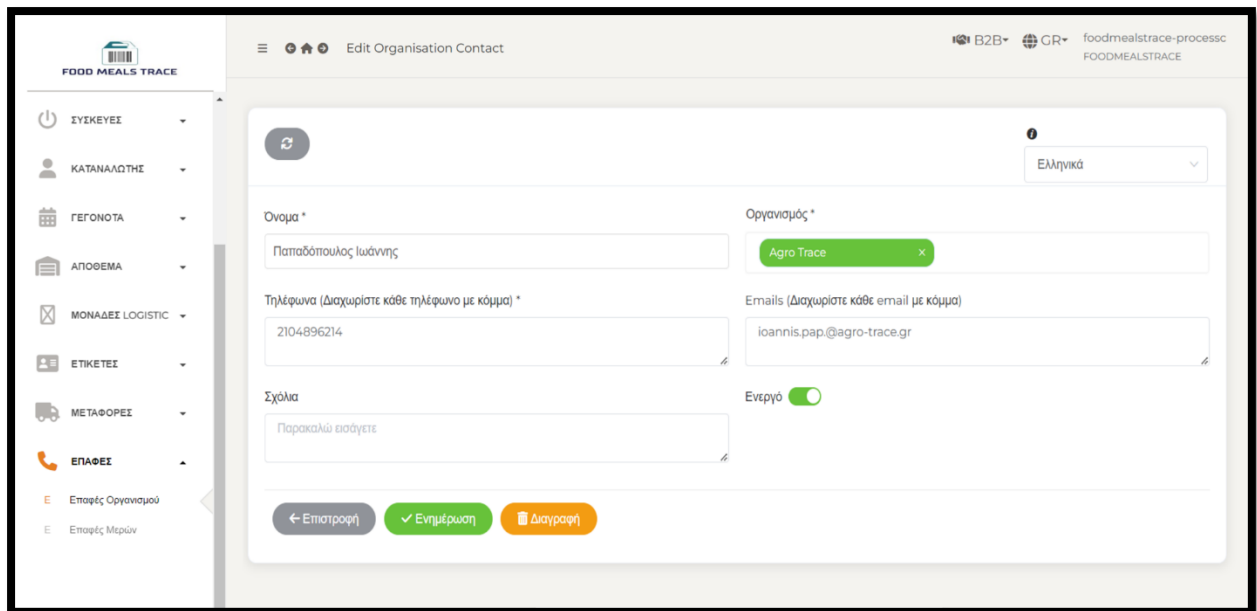 FOOD MEALS TRACE
Edit Organisation Contact
B2B
GR
foodmealstrace-processc
FOODMEALSTRACE
ΣΥΣΚΕΥΕΣ
ΚΑΤΑΝΑΛΩΤΗΣ
ΓΕΓΟΝΟΤΑ
ΑΠΟΘΕΜΑ
ΜΟΝΑΔΕΣ LOGISTIC
ΕΤΙΚΕΤΕΣ
ΜΕΤΑΦΟΡΕΣ
ΕΠΑΦΕΣ
Ε Επαφές Οργανισμού
Ε Επαφές Μερών
Ελληνικά
Όνομα *
Παπαδόπουλος Ιωάννης
Οργανισμός *
Agro Trace ×
Τηλέφωνα (Διαχωρίστε κάθε τηλέφωνο με κόμμα) *
2104896214
Emails (Διαχωρίστε κάθε email με κόμμα)
ioannis.pap.@agro-trace.gr
Σχόλια
Παρακαλώ εισάγετε
Ενεργό
Επιστροφή
Ενημέρωση
Διαγραφή